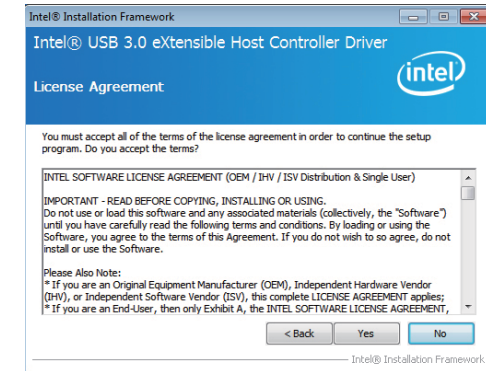 Intel® Installation Framework
Intel® USB 3.0 eXtensible Host Controller Driver
intel®
License Agreement
You must accept all of the terms of the license agreement in order to continue the setup
program. Do you accept the terms?
INTEL SOFTWARE LICENSE AGREEMENT (OEM / IHV / ISV Distribution & Single User)
IMPORTANT - READ BEFORE COPYING, INSTALLING OR USING.
Do not use or load this software and any associated materials (collectively, the "Software")
until you have carefully read the following terms and conditions. By loading or using the
Software, you agree to the terms of this Agreement. If you do not wish to so agree, do not
install or use the Software.
Please Also Note:
* If you are an Original Equipment Manufacturer (OEM), Independent Hardware Vendor
(IHV), or Independent Software Vendor (ISV), this complete LICENSE AGREEMENT applies;
* If you are an End-User, then only Exhibit A, the INTEL SOFTWARE LICENSE AGREEMENT,
< Back Yes No
Intel® Installation Framework